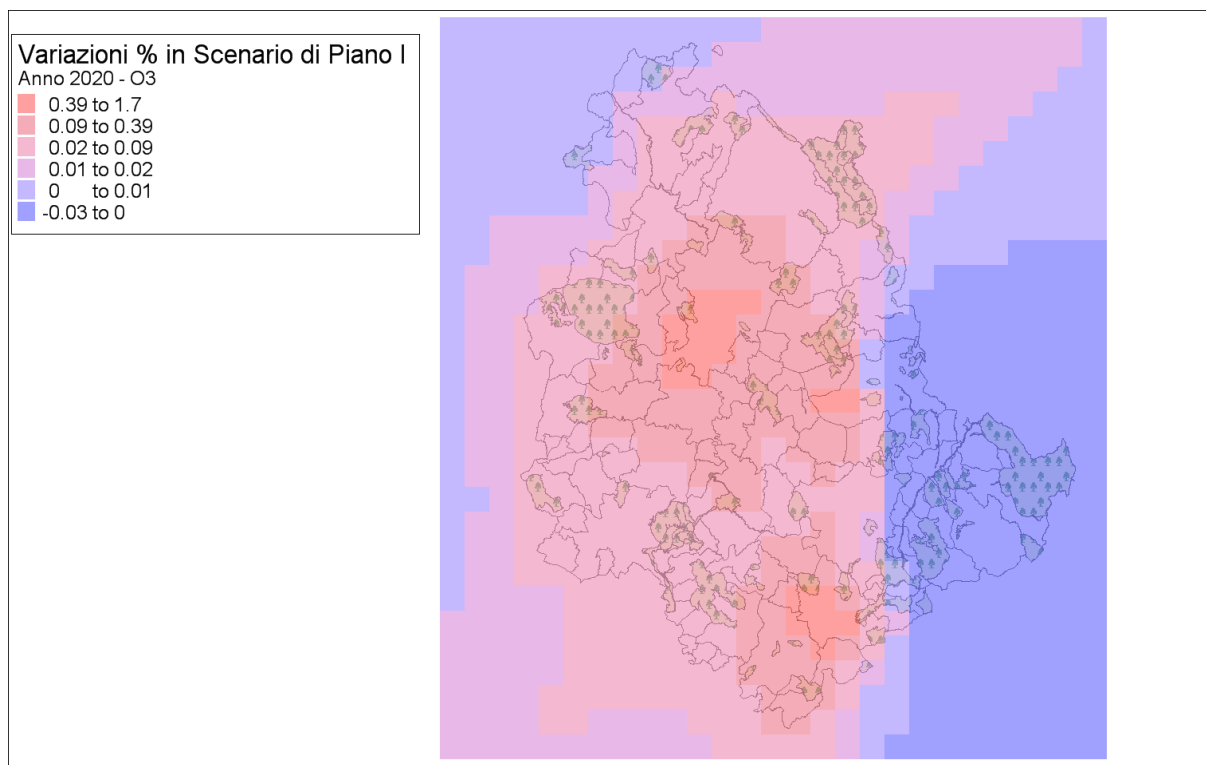 Variazioni % in Scenario di Piano I
Anno 2020 - O3
0.39 to 1.7
0.09 to 0.39
0.02 to 0.09
0.01 to 0.02
0 to 0.01
-0.03 to 0